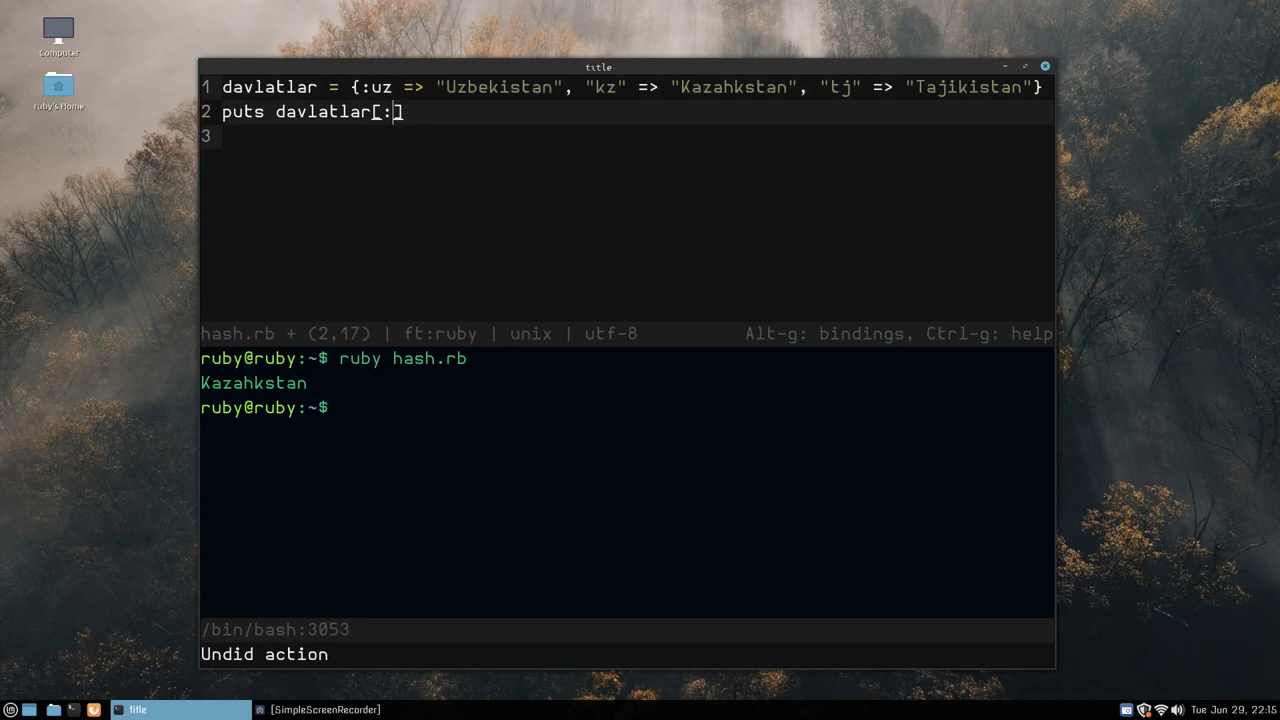 Computer
ruby's Home
title
1 davlatlar = {:uz => "Uzbekistan", "kz" => "Kazahkstan", "tj" => "Tajikistan"}
2 puts davlatlar[:]
3
hash.rb + (2,17) | ft:ruby | unix | utf-8 Alt-g: bindings, Ctrl-g: help
ruby@ruby:~$ ruby hash.rb
Kazahkstan
ruby@ruby:~$
/bin/bash:3053
Undid action
title [SimpleScreenRecorder] Tue Jun 29, 22:15